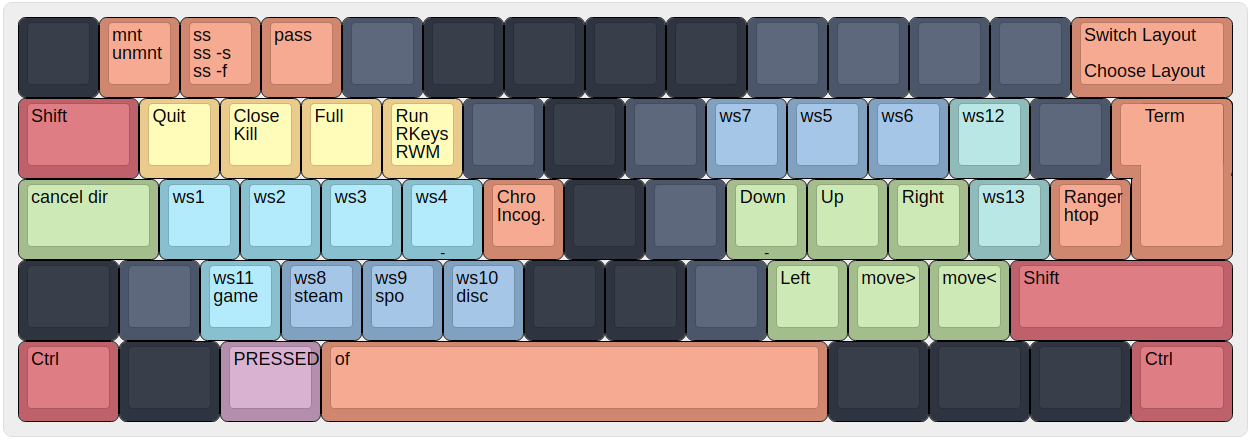 mnt
unmnt
ss
ss -s
ss -f
pass
Switch Layout
Choose Layout
Shift
Quit
Close
Kill
Full
Run
RKeys
RWM
ws7
ws5
ws6
ws12
Term
cancel dir
ws1
ws2
ws3
ws4
-
Chro
Incog.
Down
-
Up
Right
ws13
Ranger
htop
ws11
game
ws8
steam
ws9
spo
ws10
disc
Left
move>
move<
Shift
Ctrl
PRESSED
of
Ctrl